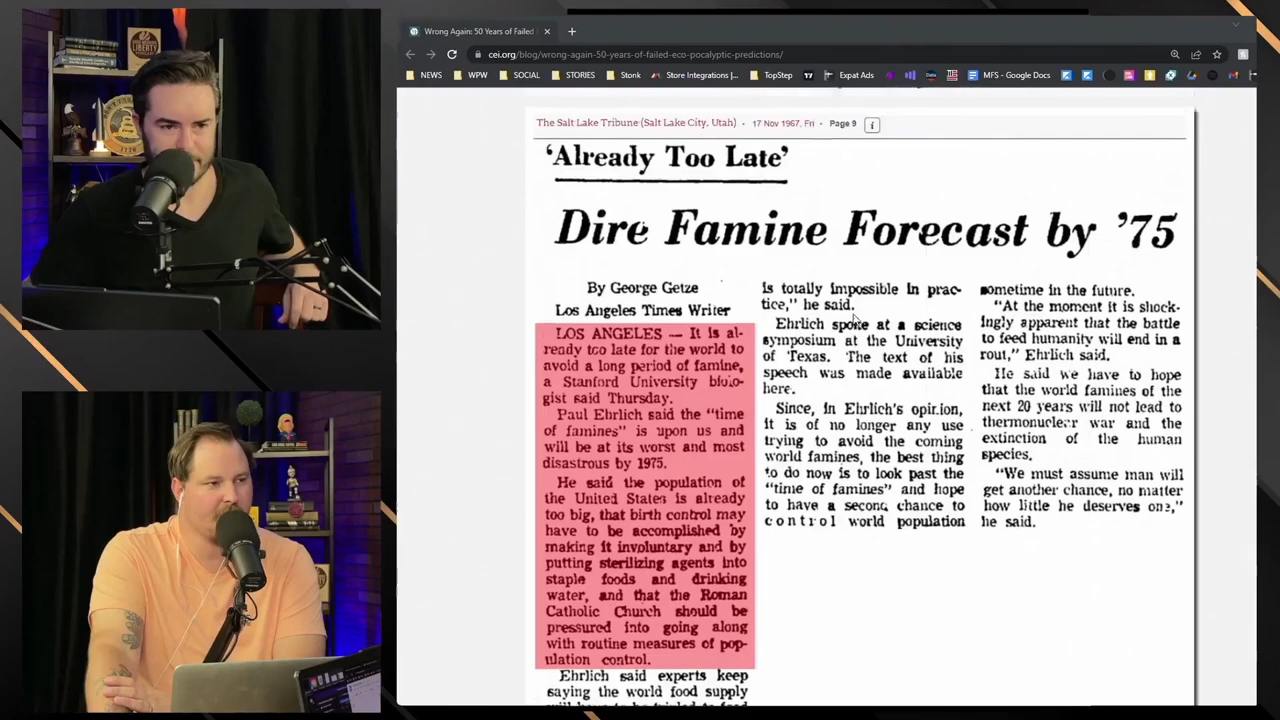 Wrong Again: 50 Years of Failed
cei.org/blog/wrong-again-50-years-of-failed-eco-pocalyptic-predictions/
NEWS
WPW
SOCIAL
STORIES
Stonk
Store Integrations |...
TopStep
Expat Ads
MFS - Google Docs
The Salt Lake Tribune (Salt Lake City, Utah) · 17 Nov 1967, Fri · Page 9
'Already Too Late'
Dire Famine Forecast by '75
By George Getze
Los Angeles Times Writer
LOS ANGELES — It is al-
ready too late for the world to
avoid a long period of famine,
a Stanford University biolo-
gist said Thursday.
Paul Ehrlich said the "time
of famines" is upon us and
will be at its worst and most
disastrous by 1975.
He said the population of
the United States is already
too big, that birth control may
have to be accomplished by
making it involuntary and by
putting sterilizing agents into
staple foods and drinking
water, and that the Roman
Catholic Church should be
pressured into going along
with routine measures of pop-
ulation control.
Ehrlich said experts keep
saying the world food supply
will have to be tripled to feed
is totally impossible in prac-
tice," he said.
Ehrlich spoke at a science
symposium at the University
of Texas. The text of his
speech was made available
here.
Since, in Ehrlich's opinion,
it is of no longer any use
trying to avoid the coming
world famines, the best thing
to do now is to look past the
"time of famines" and hope
to have a second chance to
control world population
sometime in the future.
"At the moment it is shock-
ingly apparent that the battle
to feed humanity will end in a
rout," Ehrlich said.
He said we have to hope
that the world famines of the
next 20 years will not lead to
thermonuclear war and the
extinction of the human
species.
"We must assume man will
get another chance, no matter
how little he deserves one,"
he said.